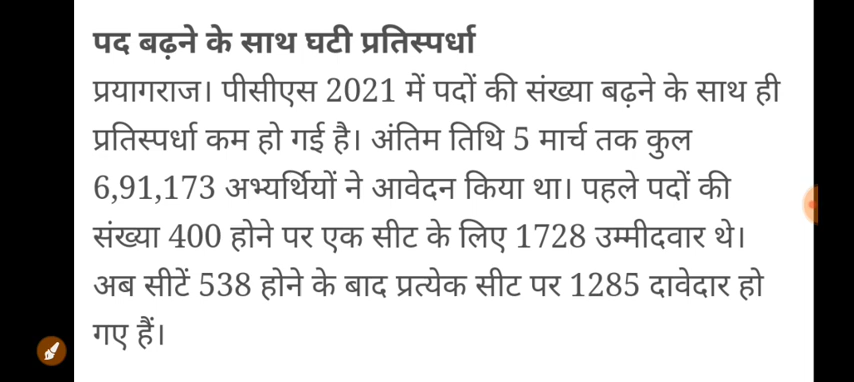 पद बढ़ने के साथ घटी प्रतिस्पर्धा
प्रयागराज। पीसीएस 2021 में पदों की संख्या बढ़ने के साथ ही
प्रतिस्पर्धा कम हो गई है। अंतिम तिथि 5 मार्च तक कुल
6,91,173 अभ्यर्थियों ने आवेदन किया था। पहले पदों की
संख्या 400 होने पर एक सीट के लिए 1728 उम्मीदवार थे।
अब सीटें 538 होने के बाद प्रत्येक सीट पर 1285 दावेदार हो
गए हैं।